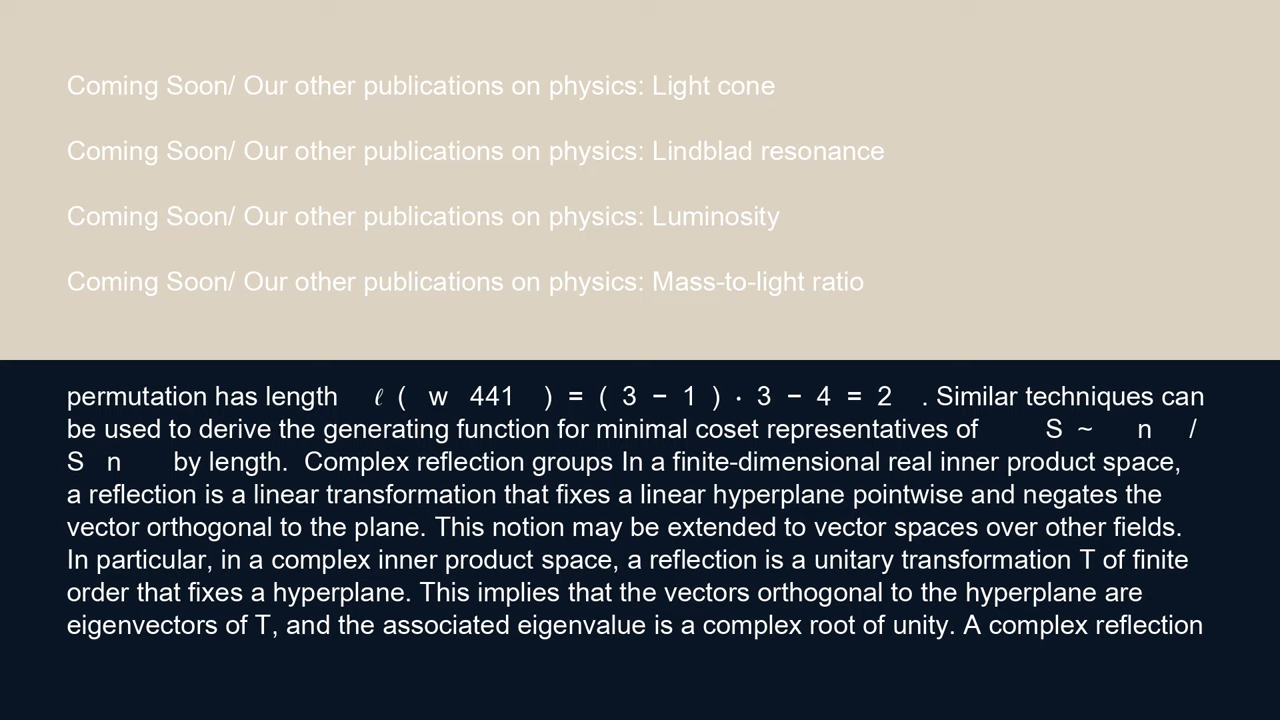 Coming Soon/ Our other publications on physics: Light cone
Coming Soon/ Our other publications on physics: Lindblad resonance
Coming Soon/ Our other publications on physics: Luminosity
Coming Soon/ Our other publications on physics: Mass-to-light ratio
permutation has length ℓ ( w 441 ) = ( 3 − 1 ) ⋅ 3 − 4 = 2 . Similar techniques can
be used to derive the generating function for minimal coset representatives of S ~ n /
S n by length. Complex reflection groups In a finite-dimensional real inner product space,
a reflection is a linear transformation that fixes a linear hyperplane pointwise and negates the
vector orthogonal to the plane. This notion may be extended to vector spaces over other fields.
In particular, in a complex inner product space, a reflection is a unitary transformation T of finite
order that fixes a hyperplane. This implies that the vectors orthogonal to the hyperplane are
eigenvectors of T, and the associated eigenvalue is a complex root of unity. A complex reflection